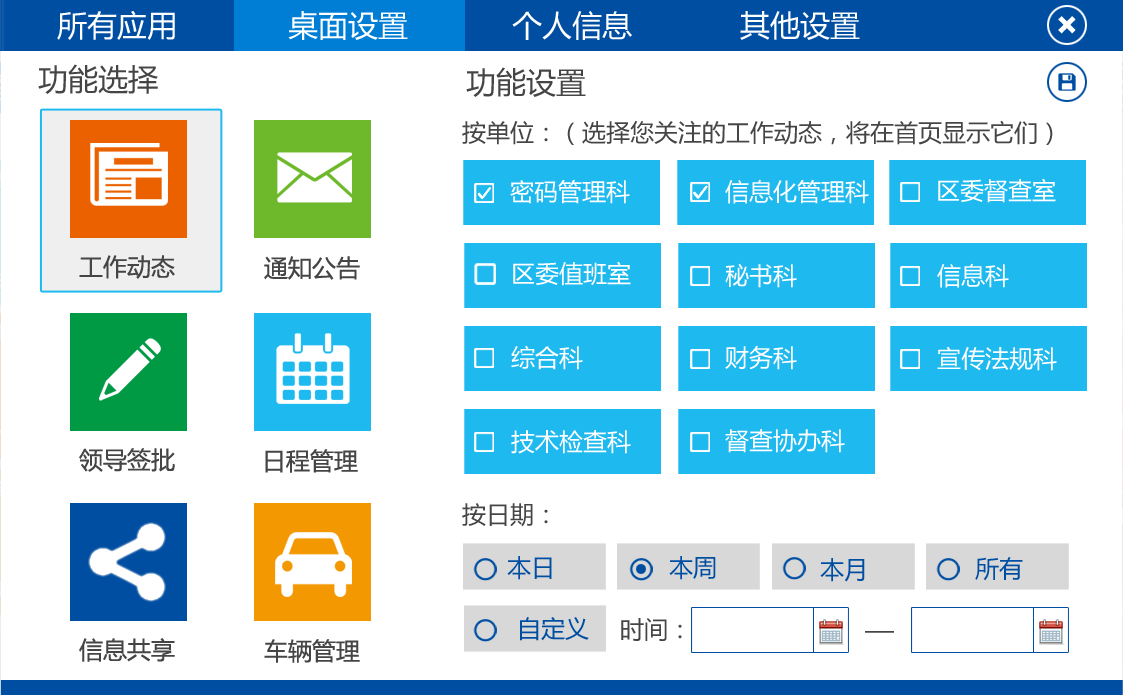 所有应用
桌面设置
个人信息
其他设置
功能选择
工作动态
通知公告
领导签批
日程管理
信息共享
车辆管理
功能设置
按单位：（选择您关注的工作动态，将在首页显示它们）
密码管理科
信息化管理科
区委督查室
区委值班室
秘书科
信息科
综合科
财务科
宣传法规科
技术检查科
督查协办科
按日期：
本日
本周
本月
所有
自定义
时间：
—